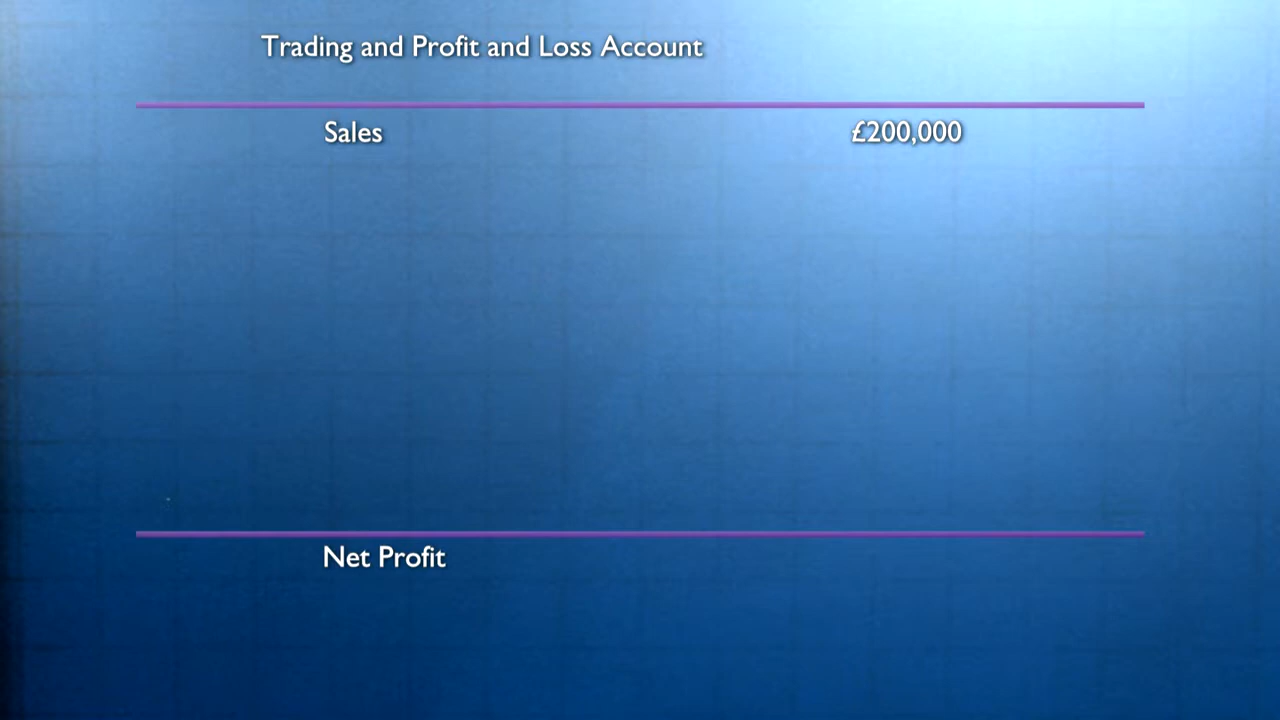 Trading and Profit and Loss Account
Sales £200,000
Net Profit